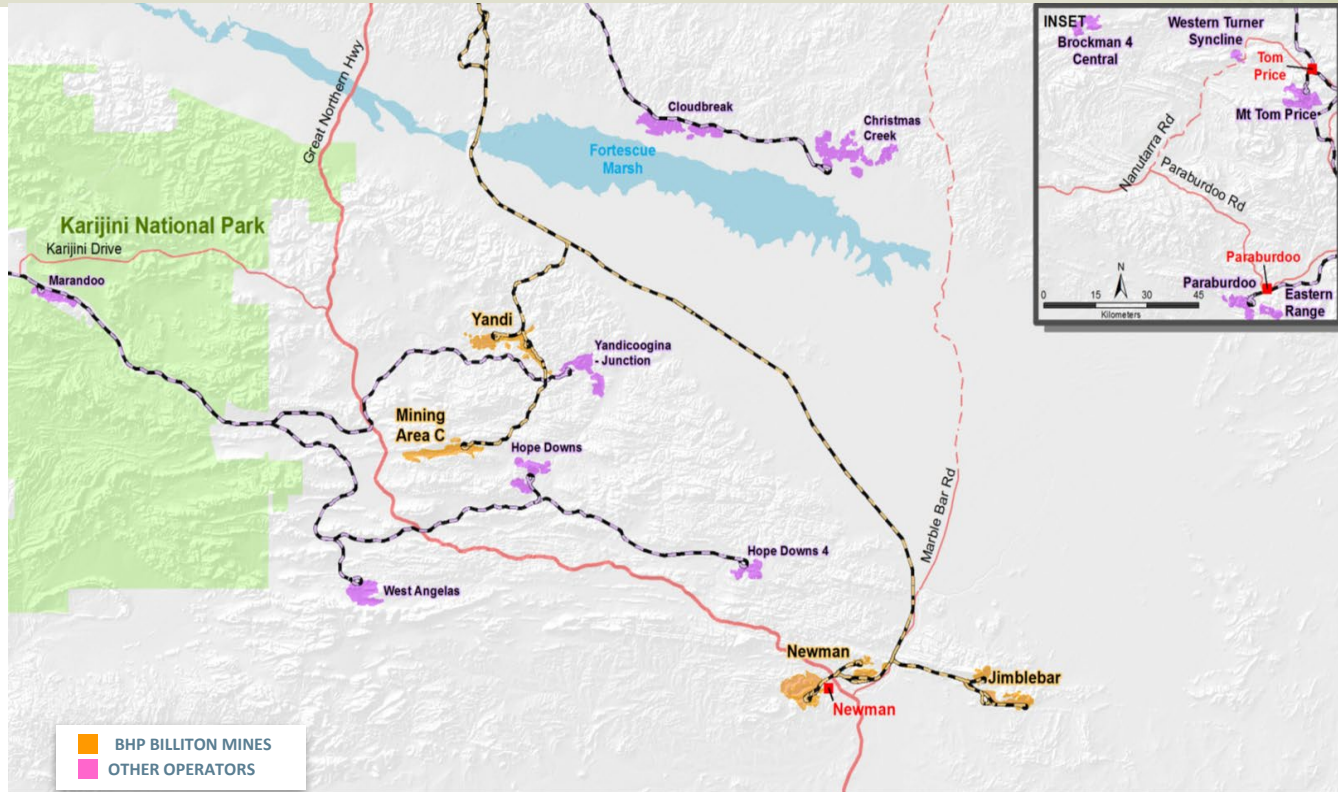 Great Northern Hwy
Cloudbreak
Christmas
Creek
Fortescue
Marsh
Karijini National Park
Karijini Drive
Marandoo
Yandi
Yandicoogina
- Junction
Mining
Area C
Hope Downs
Hope Downs 4
West Angelas
Marble Bar Rd
Newman
Newman
Jimblebar
BHP BILLITON MINES
OTHER OPERATORS
INSET
Brockman 4
Central
Western Turner
Syncline
Tom
Price
Mt Tom Price
Nanutarra Rd
Paraburdoo Rd
Paraburdoo
Paraburdoo
Eastern
Range
N
0 15 30 45
Kilometers